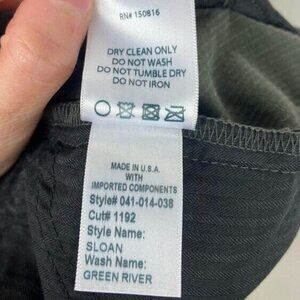 RN# 150816
DRY CLEAN ONLY
DO NOT WASH
DO NOT TUMBLE DRY
DO NOT IRON
MADE IN U.S.A.
WITH
IMPORTED COMPONENTS
Style# 041-014-038
Cut# 1192
Style Name:
SLOAN
Wash Name:
GREEN RIVER